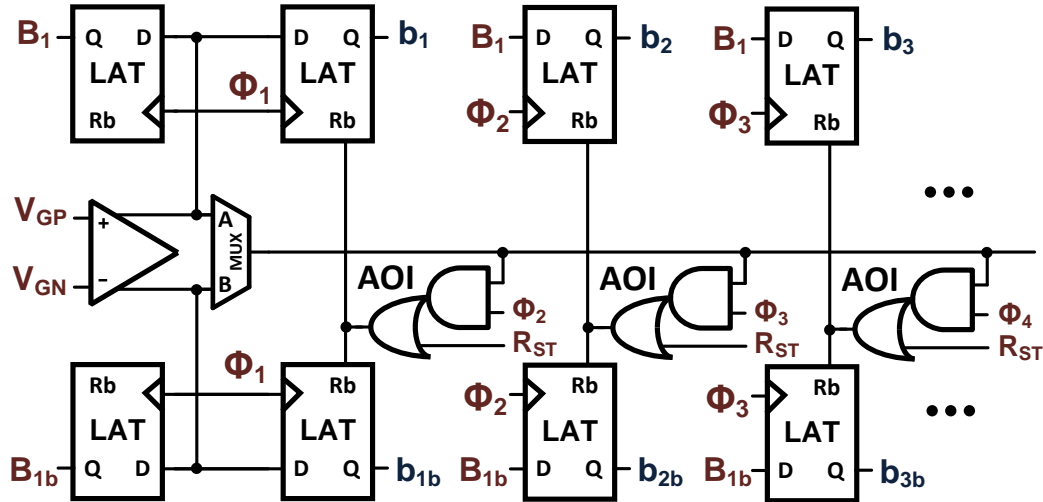 B1 Q D D Q b1 B1 D Q b2 B1 D Q b3
LAT LAT LAT LAT
Rb Φ1 Rb Φ2 Rb Φ3 Rb
VGP + A MUX
VGN − B AOI AOI AOI
Φ2 Φ3 Φ4
RST RST RST
Rb Φ1 Rb Φ2 Rb Φ3 Rb
LAT LAT LAT LAT
B1b Q D D Q b1b B1b D Q b2b B1b D Q b3b